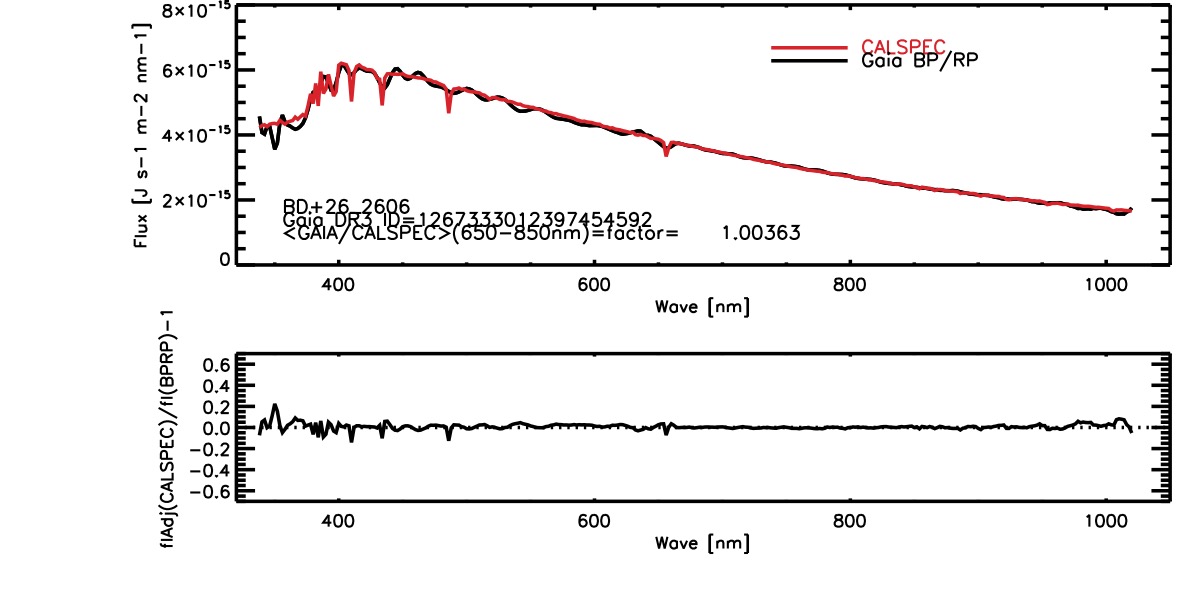 8×10−15
6×10−15
4×10−15
2×10−15
0
Flux [J s−1 m−2 nm−1]
CALSPEC
Gaia BP/RP
BD+26_2606
Gaia DR3 ID=1267333012397454592
<GAIA/CALSPEC>(650−850nm)=factor= 1.00363
400 600 800 1000
Wave [nm]
flAdj(CALSPEC)/fl(BPRP)−1
0.6
0.4
0.2
0.0
−0.2
−0.4
−0.6
400 600 800 1000
Wave [nm]